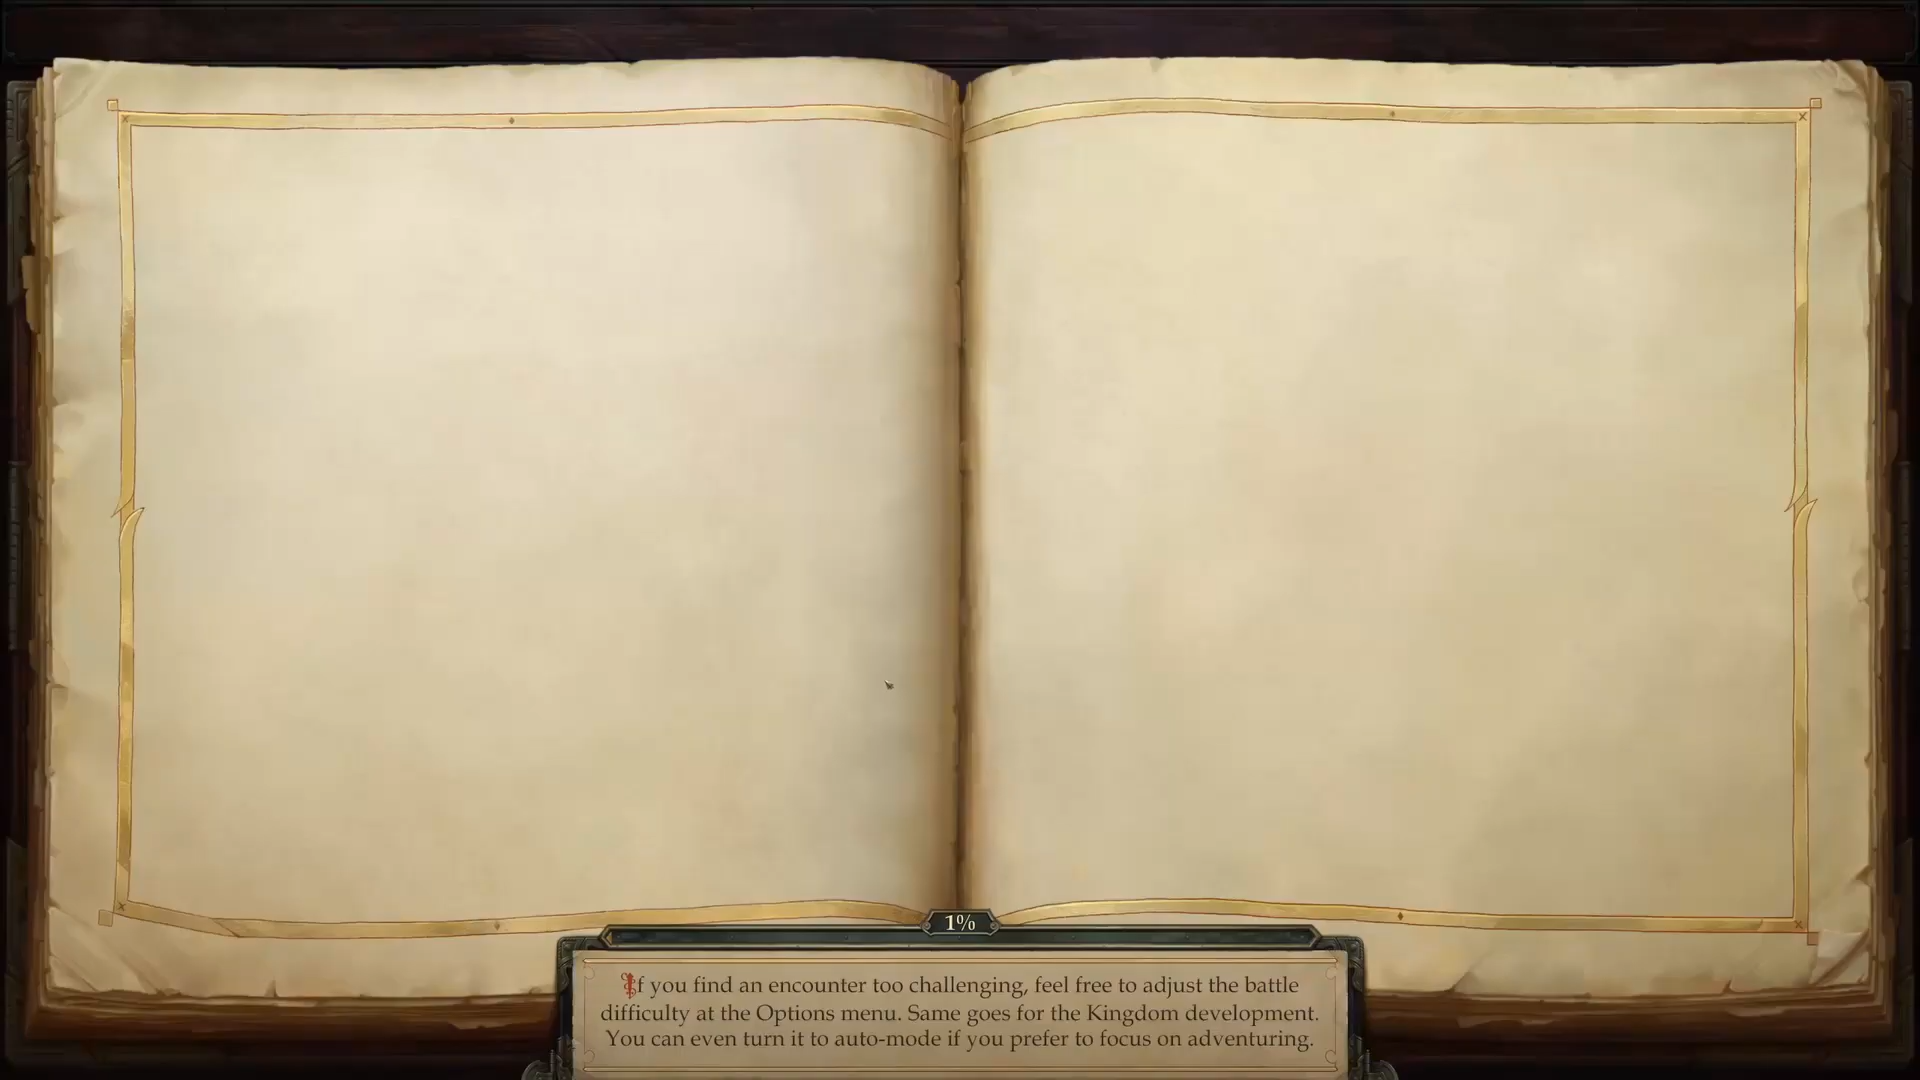 1%
If you find an encounter too challenging, feel free to adjust the battle
difficulty at the Options menu. Same goes for the Kingdom development.
You can even turn it to auto-mode if you prefer to focus on adventuring.